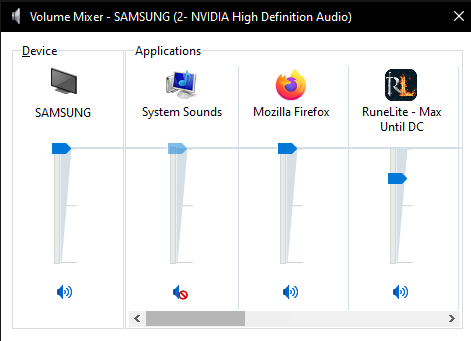 Volume Mixer - SAMSUNG (2- NVIDIA High Definition Audio)
Device
Applications
SAMSUNG
System Sounds
Mozilla Firefox
RL
RuneLite - Max
Until DC